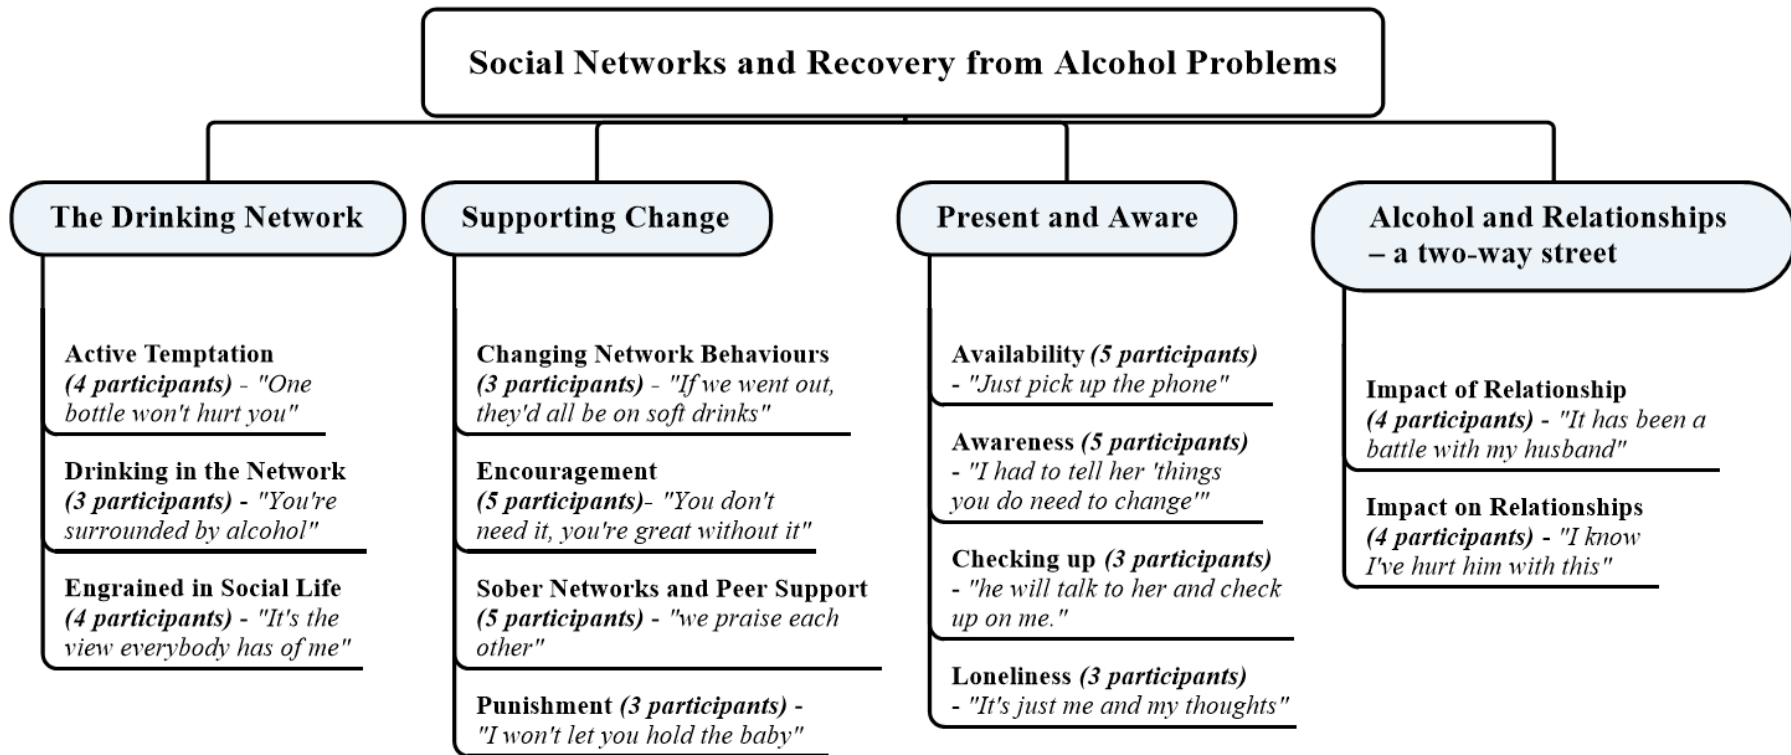 Social Networks and Recovery from Alcohol Problems
The Drinking Network
Active Temptation
(4 participants) - "One
bottle won't hurt you"
Drinking in the Network
(3 participants) - "You're
surrounded by alcohol"
Engrained in Social Life
(4 participants) - "It's the
view everybody has of me"
Supporting Change
Changing Network Behaviours
(3 participants) - "If we went out,
they'd all be on soft drinks"
Encouragement
(5 participants)- "You don't
need it, you're great without it"
Sober Networks and Peer Support
(5 participants) - "we praise each
other"
Punishment (3 participants) -
"I won't let you hold the baby"
Present and Aware
Availability (5 participants)
- "Just pick up the phone"
Awareness (5 participants)
- "I had to tell her 'things
you do need to change'"
Checking up (3 participants)
- "he will talk to her and check
up on me."
Loneliness (3 participants)
- "It's just me and my thoughts"
Alcohol and Relationships
– a two-way street
Impact of Relationship
(4 participants) - "It has been a
battle with my husband"
Impact on Relationships
(4 participants) - "I know
I've hurt him with this"